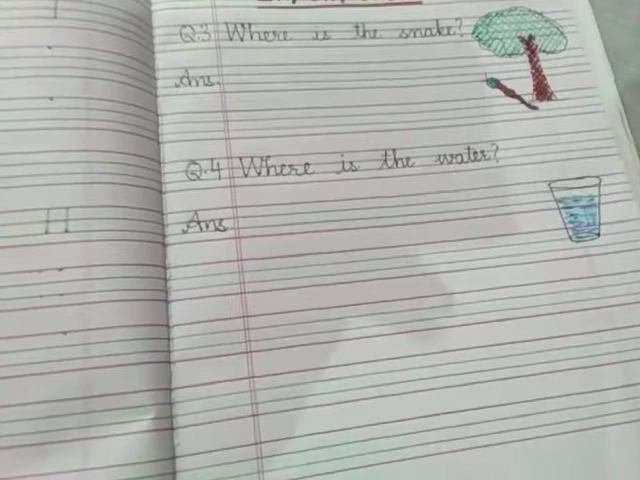 Q.3 Where is the snake?
Ans.
Q.4 Where is the water?
Ans